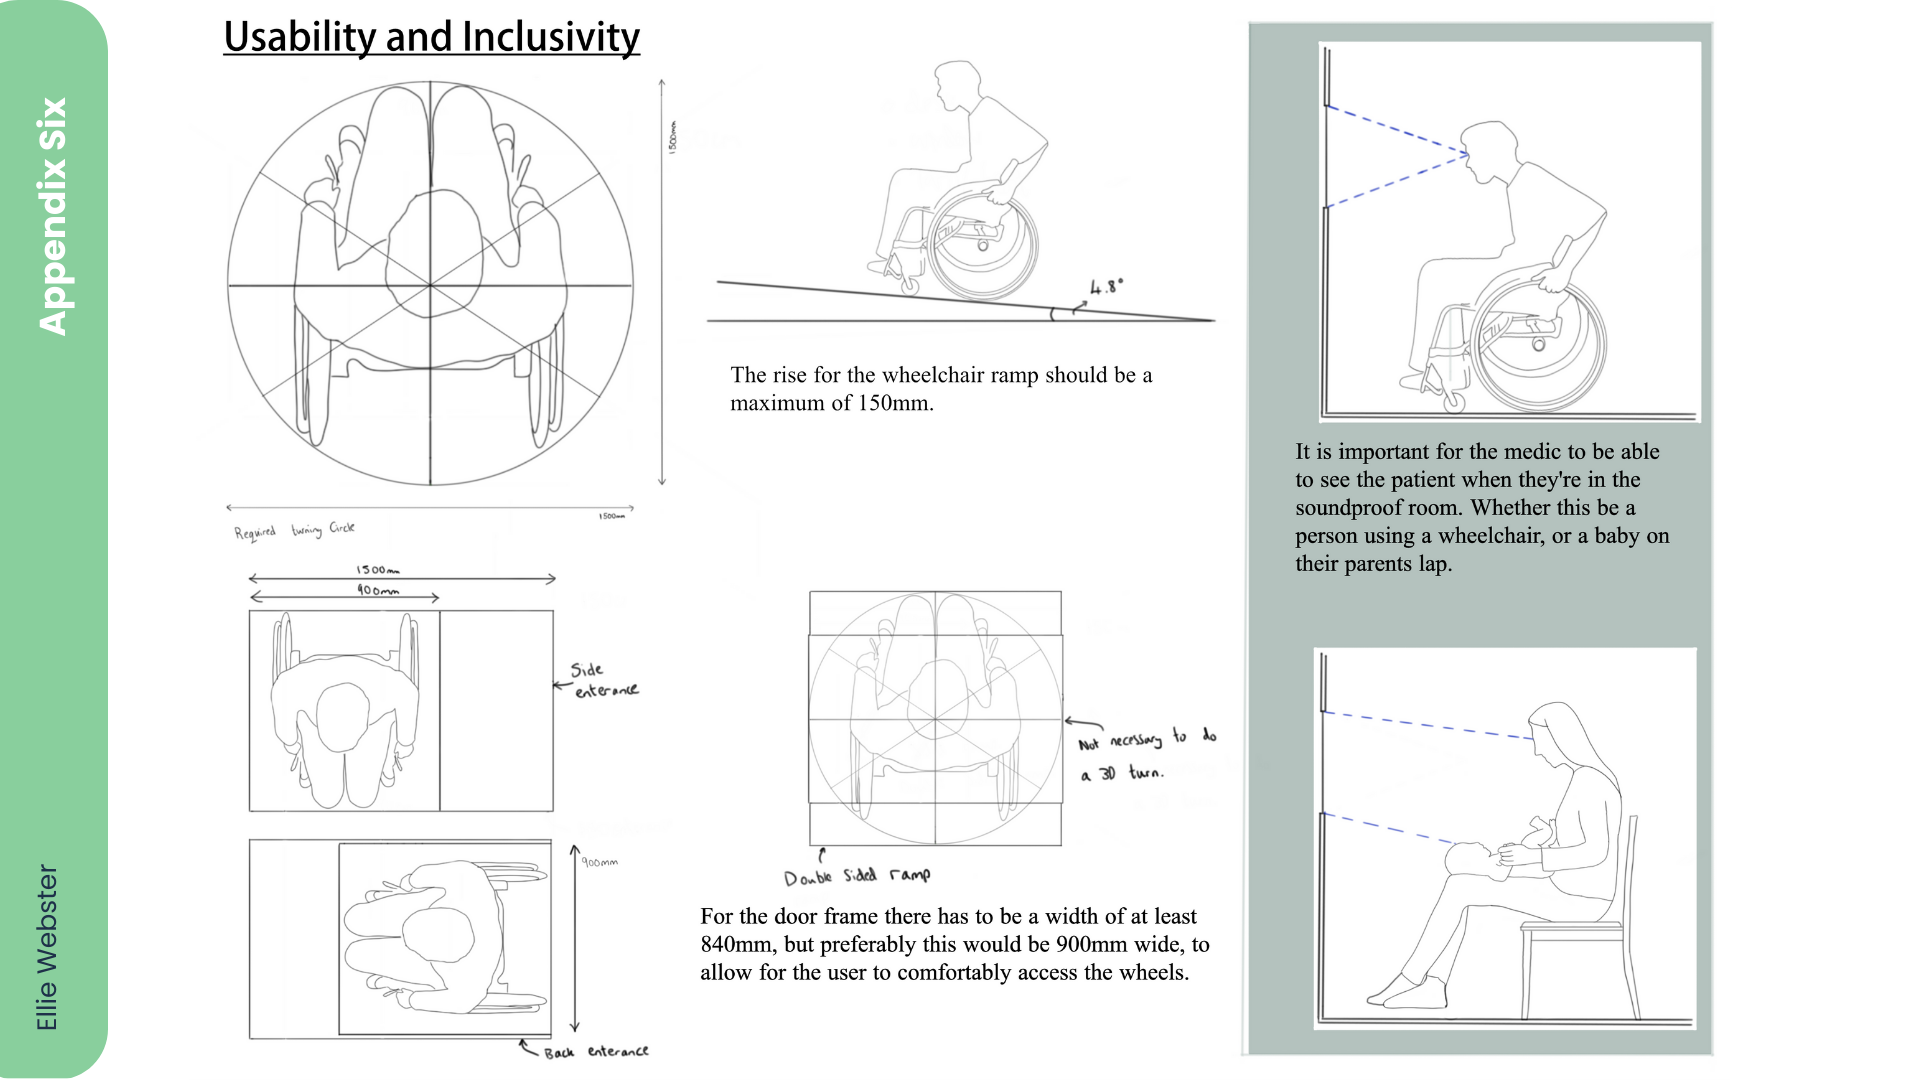 Appendix Six
Ellie Webster
Usability and Inclusivity
1500mm
1500mm
Required turning Circle
4.8°
The rise for the wheelchair ramp should be a
maximum of 150mm.
1500mm
900mm
Side
enterance
900mm
Back enterance
Not necessary to do
a 3D turn.
Double Sided ramp
For the door frame there has to be a width of at least
840mm, but preferably this would be 900mm wide, to
allow for the user to comfortably access the wheels.
It is important for the medic to be able
to see the patient when they're in the
soundproof room. Whether this be a
person using a wheelchair, or a baby on
their parents lap.